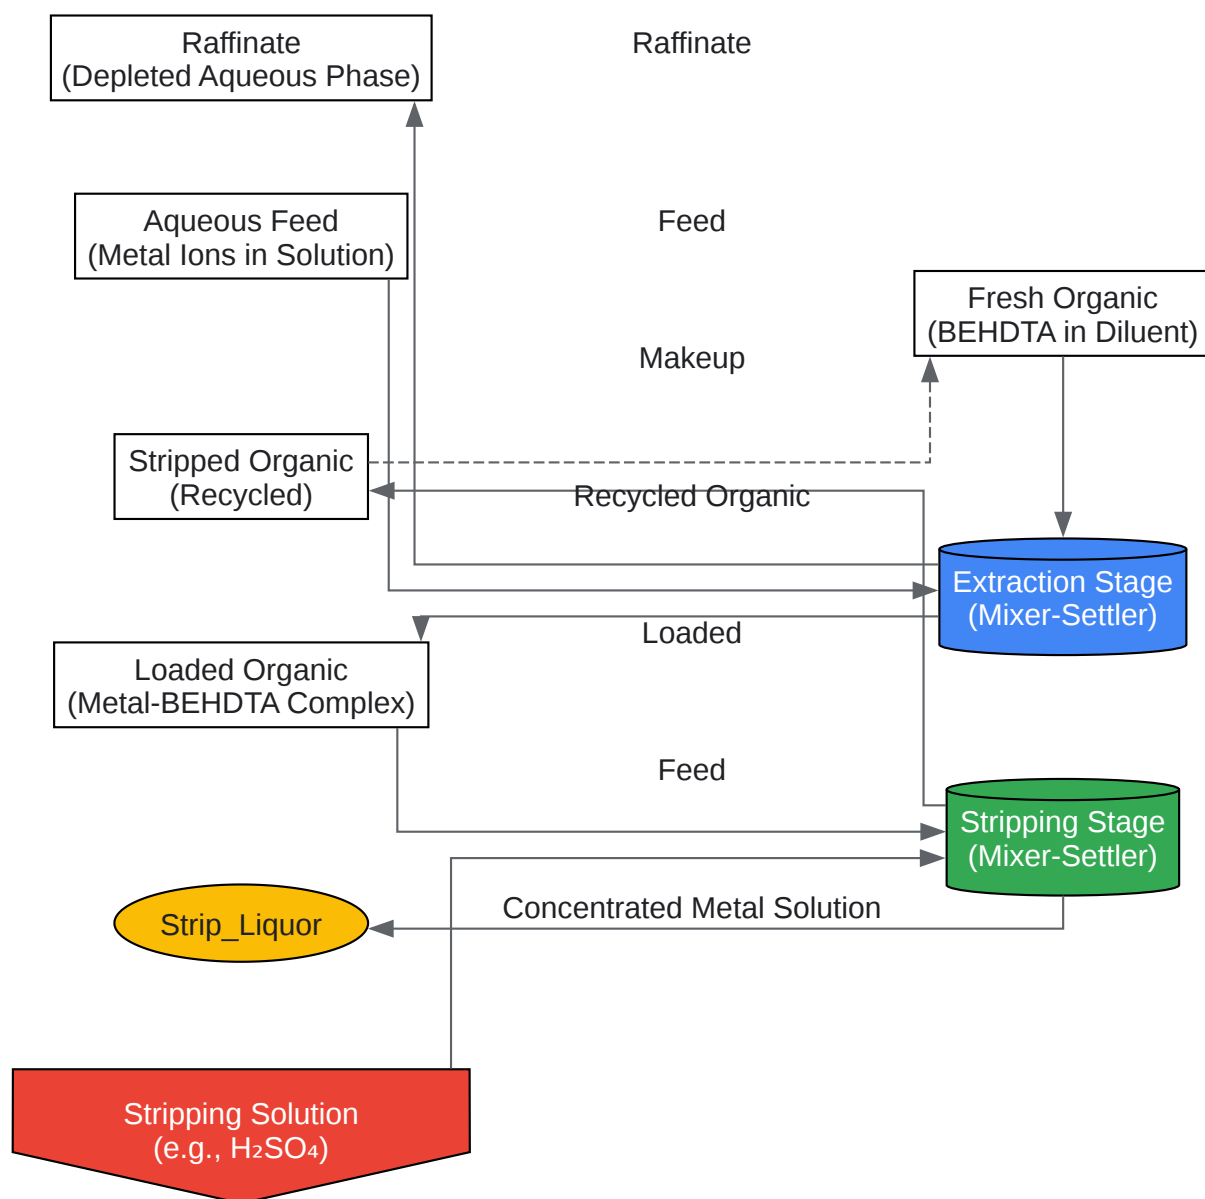 Raffinate
(Depleted Aqueous Phase)
Raffinate
Aqueous Feed
(Metal Ions in Solution)
Feed
Fresh Organic
(BEHDTA in Diluent)
Makeup
Stripped Organic
(Recycled)
Recycled Organic
Extraction Stage
(Mixer-Settler)
Loaded
Loaded Organic
(Metal-BEHDTA Complex)
Feed
Stripping Stage
(Mixer-Settler)
Concentrated Metal Solution
Strip_Liquor
Stripping Solution
(e.g., H₂SO₄)